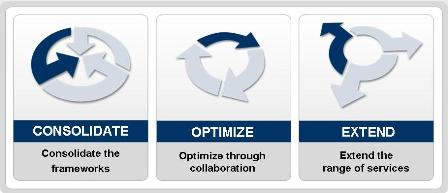 CONSOLIDATE
Consolidate the
frameworks
OPTIMIZE
Optimize through
collaboration
EXTEND
Extend the
range of services